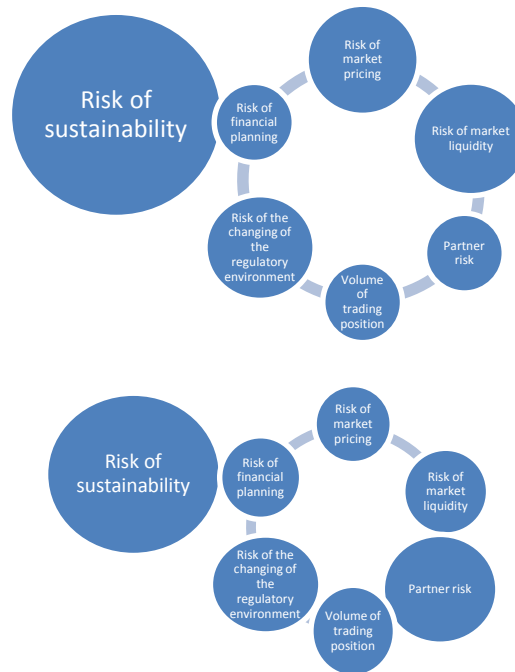 Risk of
sustainability
Risk of
financial
planning
Risk of
market
pricing
Risk of market
liquidity
Partner
risk
Volume
of
trading
position
Risk of the
changing of
the
regulatory
environment
Risk of
sustainability
Risk of
financial
planning
Risk of
market
pricing
Risk of
market
liquidity
Partner risk
Volume of
trading
position
Risk of the
changing of
the
regulatory
environment